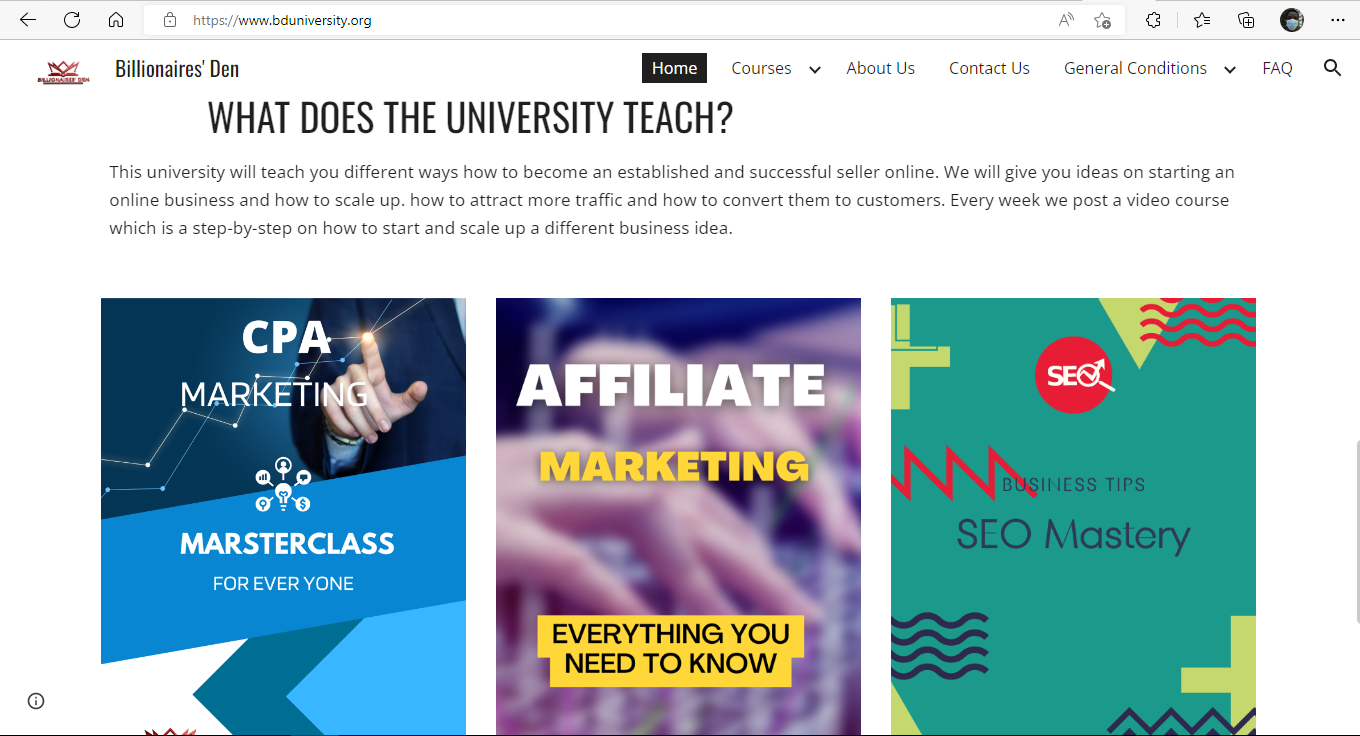 https://www.bduniversity.org
BILLIONAIRES' DEN
Billionaires' Den
Home
Courses
About Us
Contact Us
General Conditions
FAQ
WHAT DOES THE UNIVERSITY TEACH?
This university will teach you different ways how to become an established and successful seller online. We will give you ideas on starting an
online business and how to scale up. how to attract more traffic and how to convert them to customers. Every week we post a video course
which is a step-by-step on how to start and scale up a different business idea.
CPA
MARKETING
MARSTERCLASS
FOR EVER YONE
AFFILIATE
MARKETING
EVERYTHING YOU
NEED TO KNOW
SEO
BUSINESS TIPS
SEO Mastery